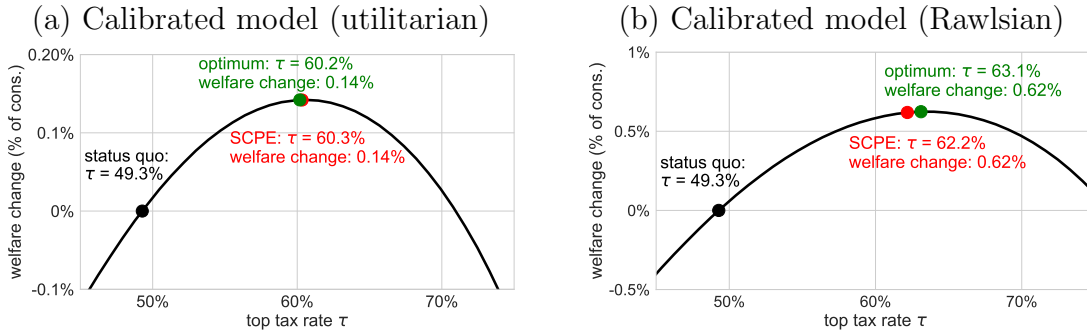 (a) Calibrated model (utilitarian)
0.20%
0.1%
0%
-0.1%
welfare change (% of cons.)
optimum: τ = 60.2%
welfare change: 0.14%
SCPE: τ = 60.3%
welfare change: 0.14%
status quo:
τ = 49.3%
50%
60%
70%
top tax rate τ
(b) Calibrated model (Rawlsian)
1%
0.5%
0%
-0.5%
welfare change (% of cons.)
optimum: τ = 63.1%
welfare change: 0.62%
SCPE: τ = 62.2%
welfare change: 0.62%
status quo:
τ = 49.3%
50%
60%
70%
top tax rate τ